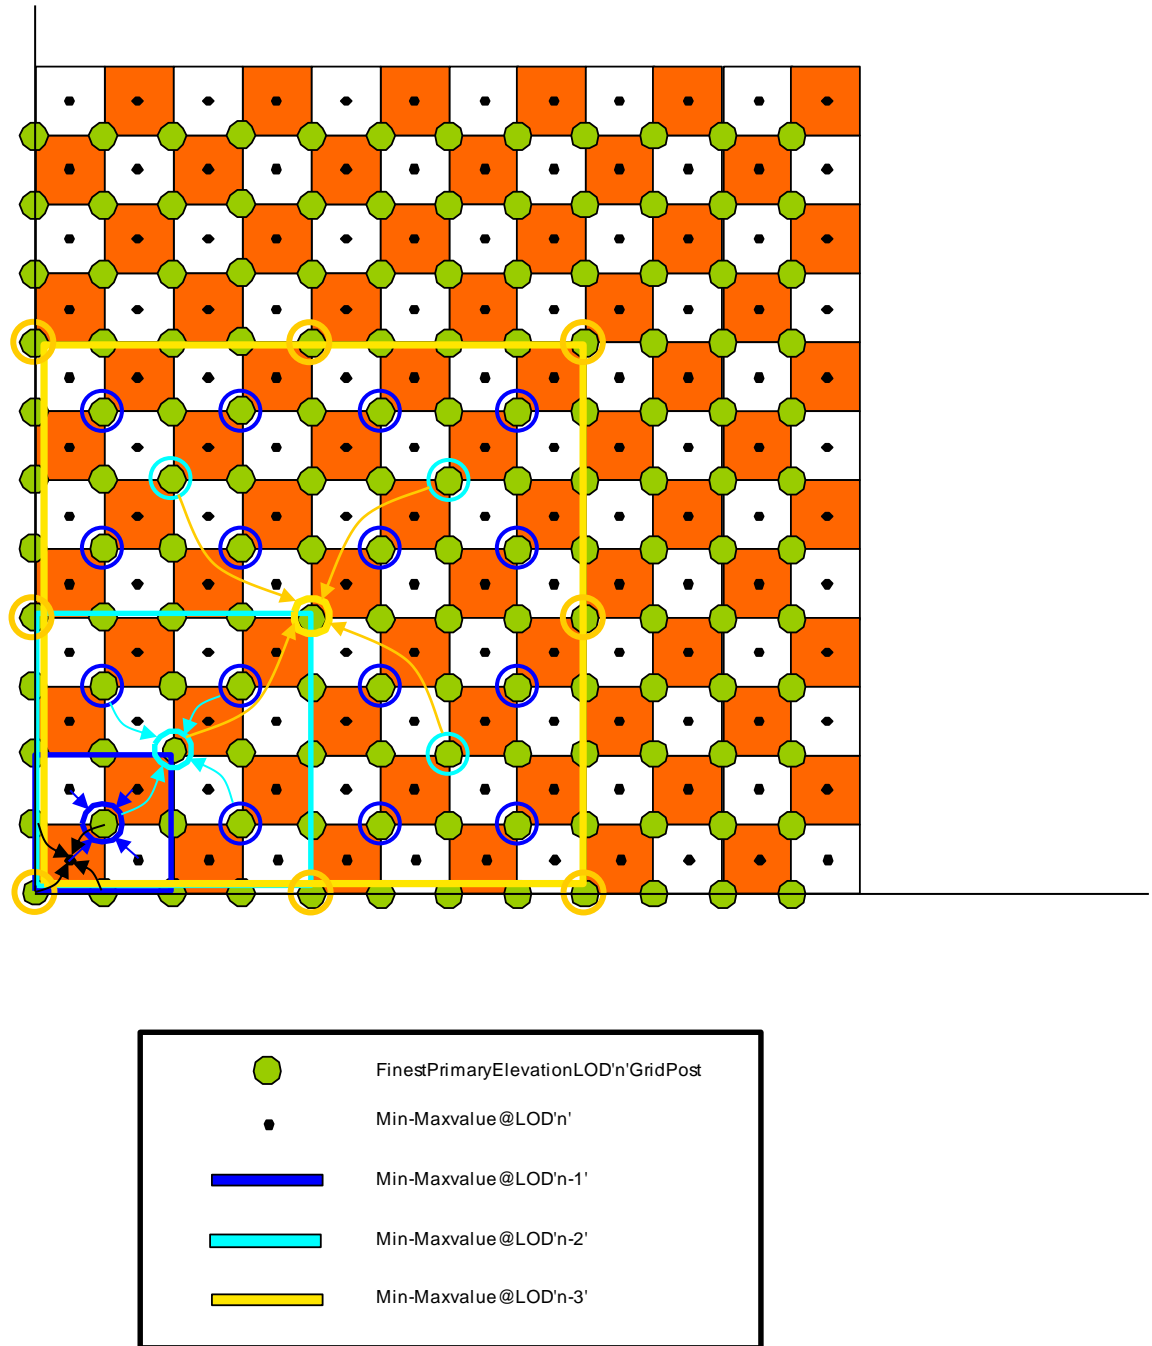 FinestPrimaryElevationLOD'n'GridPost
Min-Maxvalue@LOD'n'
Min-Maxvalue@LOD'n-1'
Min-Maxvalue@LOD'n-2'
Min-Maxvalue@LOD'n-3'